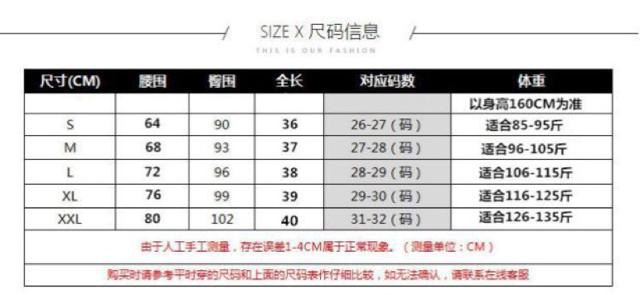 SIZE X 尺码信息
THIS IS OUR FASHION
尺寸(CM) 腰围 臀围 全长 对应码数 体重
以身高160CM为准
S 64 90 36 26-27（码） 适合85-95斤
M 68 93 37 27-28（码） 适合96-105斤
L 72 96 38 28-29（码） 适合106-115斤
XL 76 99 39 29-30（码） 适合116-125斤
XXL 80 102 40 31-32（码） 适合126-135斤
由于人工手工测量，存在误差1-4CM属于正常现象。（测量单位：CM）
购买时请参考平时穿的尺码和上面的尺码表作仔细比较，如无法确认，请联系在线客服